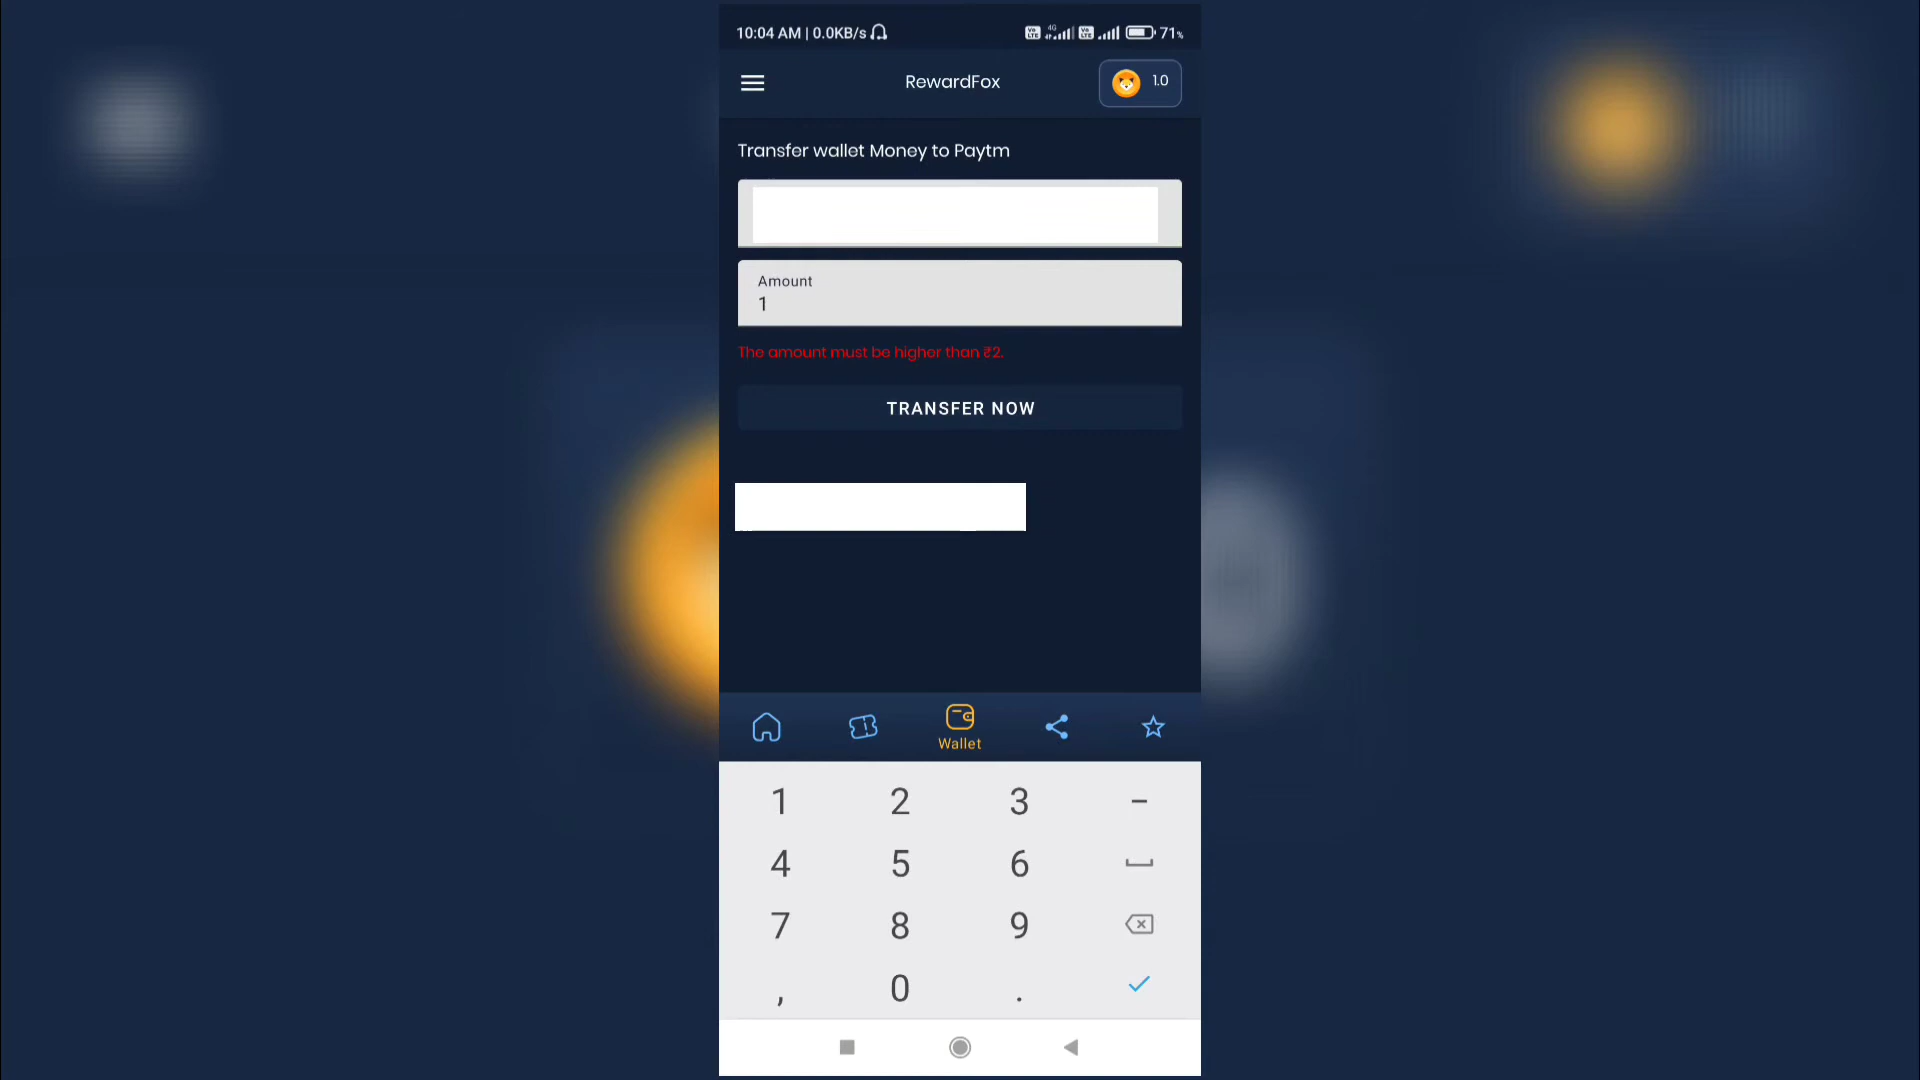 10:04 AM | 0.0KB/s 4G 71%
RewardFox 1.0
Transfer wallet Money to Paytm
Amount
1
The amount must be higher than ₹2.
TRANSFER NOW
Wallet
1 2 3 -
4 5 6
7 8 9
, 0 .